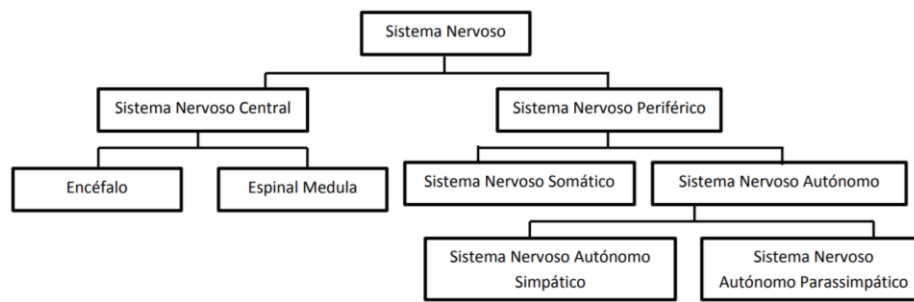 Sistema Nervoso
Sistema Nervoso Central
Sistema Nervoso Periférico
Encéfalo
Espinal Medula
Sistema Nervoso Somático
Sistema Nervoso Autónomo
Sistema Nervoso Autónomo
Simpático
Sistema Nervoso
Autónomo Parassimpático